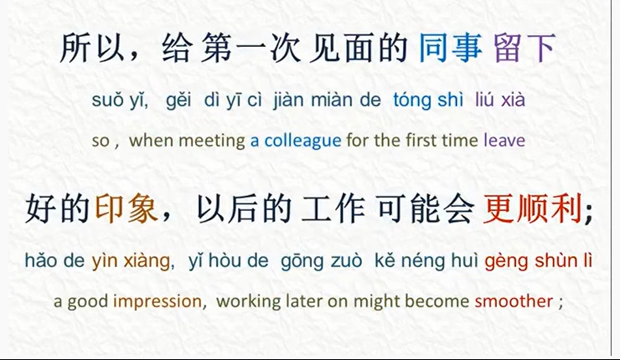 所以，给 第一次 见面的 同事 留下
suǒ yǐ, gěi dì yī cì jiàn miàn de tóng shì liú xià
so , when meeting a colleague for the first time leave
好的印象，以后的 工作 可能会 更顺利;
hǎo de yìn xiàng, yǐ hòu de gōng zuò kě néng huì gèng shùn lì
a good impression, working later on might become smoother ;